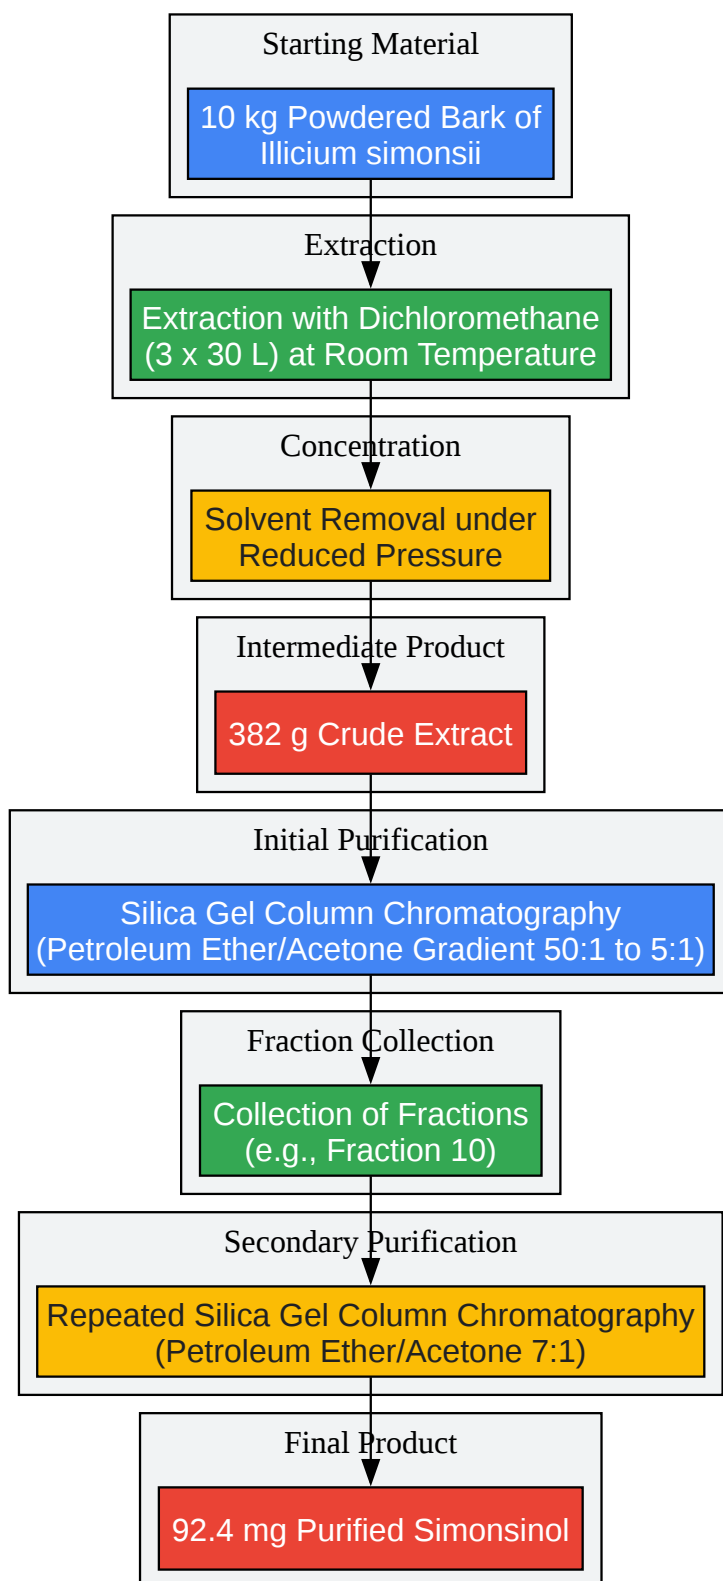 Starting Material
10 kg Powdered Bark of
Illicium simonsii
Extraction
Extraction with Dichloromethane
(3 x 30 L) at Room Temperature
Concentration
Solvent Removal under
Reduced Pressure
Intermediate Product
382 g Crude Extract
Initial Purification
Silica Gel Column Chromatography
(Petroleum Ether/Acetone Gradient 50:1 to 5:1)
Fraction Collection
Collection of Fractions
(e.g., Fraction 10)
Secondary Purification
Repeated Silica Gel Column Chromatography
(Petroleum Ether/Acetone 7:1)
Final Product
92.4 mg Purified Simonsinol